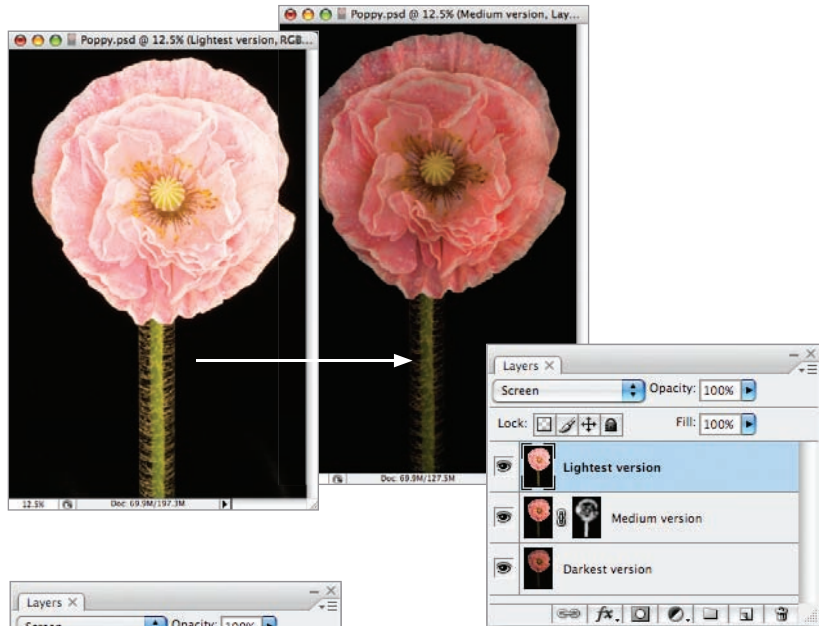 Poppy.psd @ 12.5% (Medium version, Lay...
Poppy.psd @ 12.5% (Lightest version, RGB...
12.5% Doc: 69.9M/197.3M
Doc: 69.9M/127.5M
Layers ×
Screen Opacity: 100%
Lock: Fill: 100%
Lightest version
Medium version
Darkest version
fx.
Layers ×
Screen Opacity: 100%